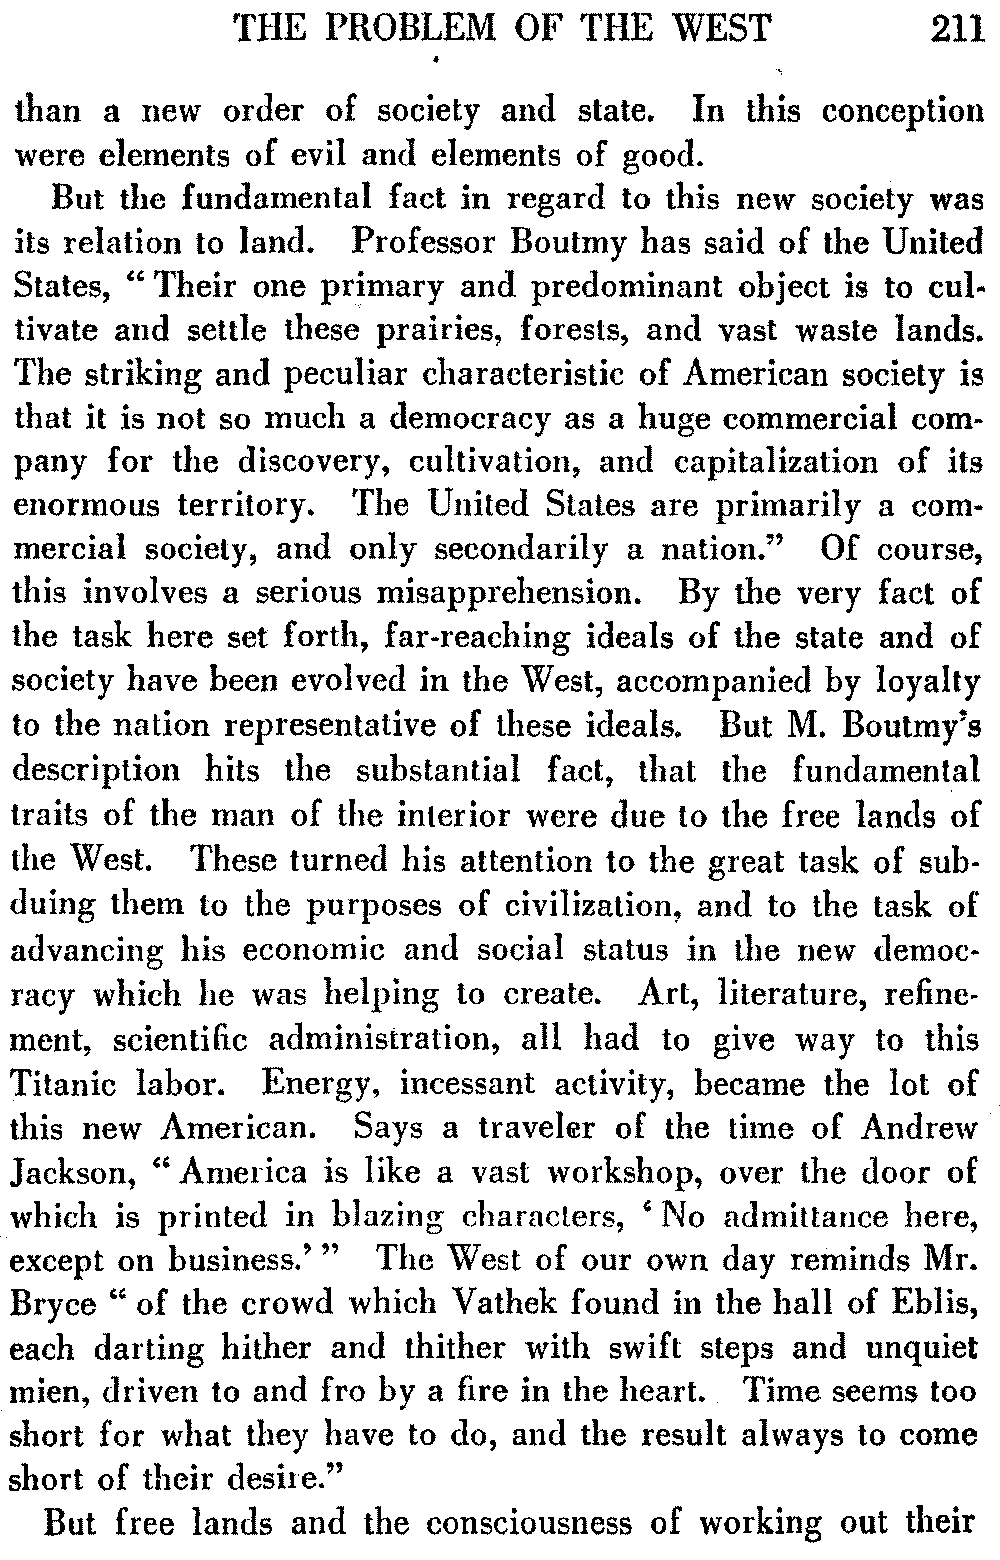 THE PROBLEM OF THE WEST 211
than a new order of society and state. In this conception
were elements of evil and elements of good.
But the fundamental fact in regard to this new society was
its relation to land. Professor Boutmy has said of the United
States, “ Their one primary and predominant object is to cul-
tivate and settle these prairies, forests, and vast waste lands.
The striking and peculiar characteristic of American society is
that it is not so much a democracy as a huge commercial com-
pany for the discovery, cultivation, and capitalization of its
enormous territory. The United States are primarily a com-
mercial society, and only secondarily a nation.” Of course,
this involves a serious misapprehension. By the very fact of
the task here set forth, far-reaching ideals of the state and of
society have been evolved in the West, accompanied by loyalty
to the nation representative of these ideals. But M. Boutmy's
description hits the substantial fact, that the fundamental
traits of the man of the interior were due to the free lands of
the West. These turned his attention to the great task of sub-
duing them to the purposes of civilization, and to the task of
advancing his economic and social status in the new democ-
racy which he was helping to create. Art, literature, refine-
ment, scientific administration, all had to give way to this
Titanic labor. Energy, incessant activity, became the lot of
this new American. Says a traveler of the time of Andrew
Jackson, “ America is like a vast workshop, over the door of
which is printed in blazing characters, ‘ No admittance here,
except on business.’ ” The West of our own day reminds Mr.
Bryce “ of the crowd which Vathek found in the hall of Eblis,
each darting hither and thither with swift steps and unquiet
mien, driven to and fro by a fire in the heart. Time seems too
short for what they have to do, and the result always to come
short of their desire.”
But free lands and the consciousness of working out their